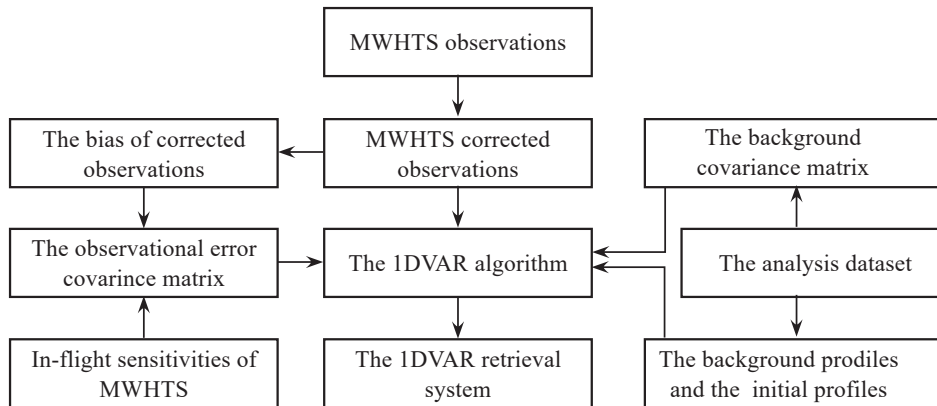 MWHTS observations
The bias of corrected
observations
MWHTS corrected
observations
The background
covariance matrix
The observational error
covarince matrix
The 1DVAR algorithm
The analysis dataset
In-flight sensitivities of
MWHTS
The 1DVAR retrieval
system
The background prodiles
and the initial profiles